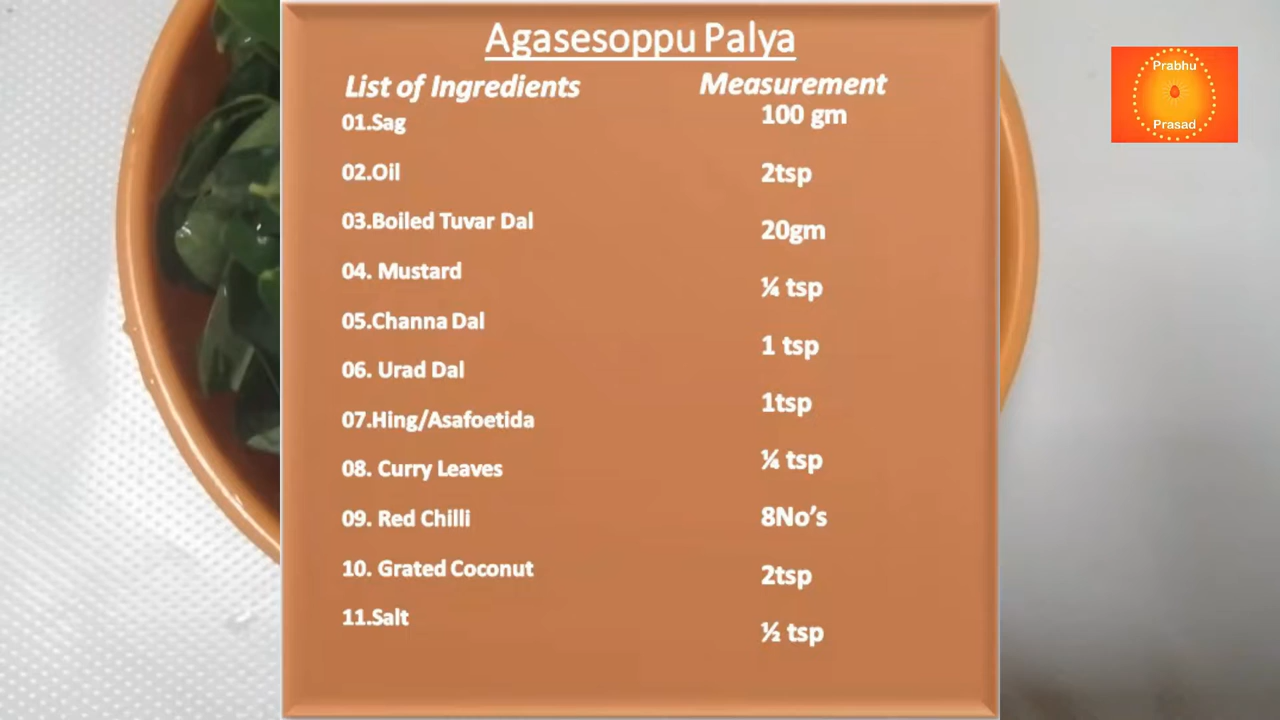 Agasesoppu Palya
List of Ingredients
01.Sag
02.Oil
03.Boiled Tuvar Dal
04. Mustard
05.Channa Dal
06. Urad Dal
07.Hing/Asafoetida
08. Curry Leaves
09. Red Chilli
10. Grated Coconut
11.Salt
Measurement
100 gm
2tsp
20gm
¼ tsp
1 tsp
1tsp
¼ tsp
8No’s
2tsp
½ tsp
Prabhu
Prasad